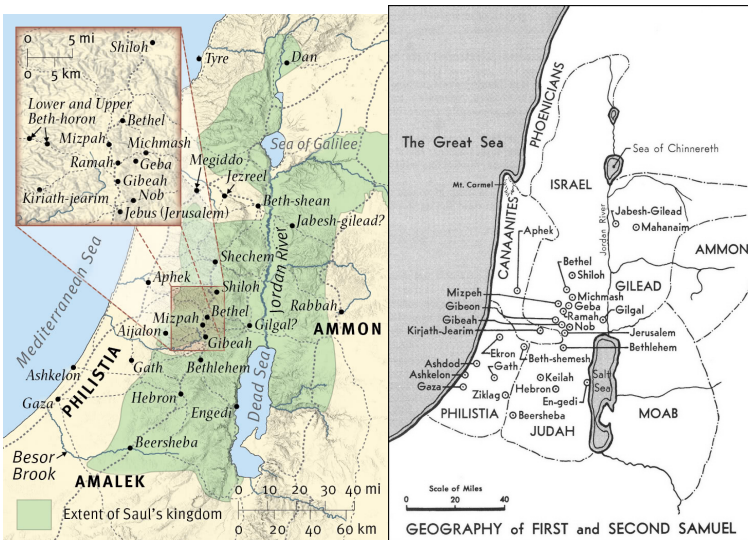 0 5 mi
0 5 km
Shiloh
Lower and Upper
Beth-horon
Bethel
Mizpah
Michmash
Ramah
Geba
Gibeah
Kiriath-jearim
Nob
Jebus (Jerusalem)
Tyre
Dan
Sea of Galilee
Megiddo
Jezreel
Beth-shean
Jabesh-gilead?
Mediterranean Sea
Shechem
Jordan River
Aphek
Shiloh
Rabbah
Mizpah
Bethel
Gilgal?
AMMON
Aijalon
Gibeah
PHILISTIA
Gath
Bethlehem
Ashkelon
Dead Sea
Gaza
Hebron
Engedi
Besor
Brook
Beersheba
AMALEK
Extent of Saul's kingdom
0 20 40 mi
0 20 40 60 km
The Great Sea
PHOENICIANS
Sea of Chinnereth
Mt. Carmel
ISRAEL
CANAANITES
Jordan River
Jabesh-Gilead
Mahanaim
Aphek
AMMON
Bethel
Shiloh
GILEAD
Mizpeh
Michmash
Gibeon
Geba
Ramah
Gilgal
Gibeah
Nob
Kirjath-Jearim
Jerusalem
Bethlehem
Ekron
Beth-shemesh
Ashdod
Gath
Ashkelon
Keilah
Salt
Sea
Gaza
Hebron
Ziklag
En-gedi
PHILISTIA
Beersheba
MOAB
JUDAH
Scale of Miles
0 20 40
GEOGRAPHY of FIRST and SECOND SAMUEL